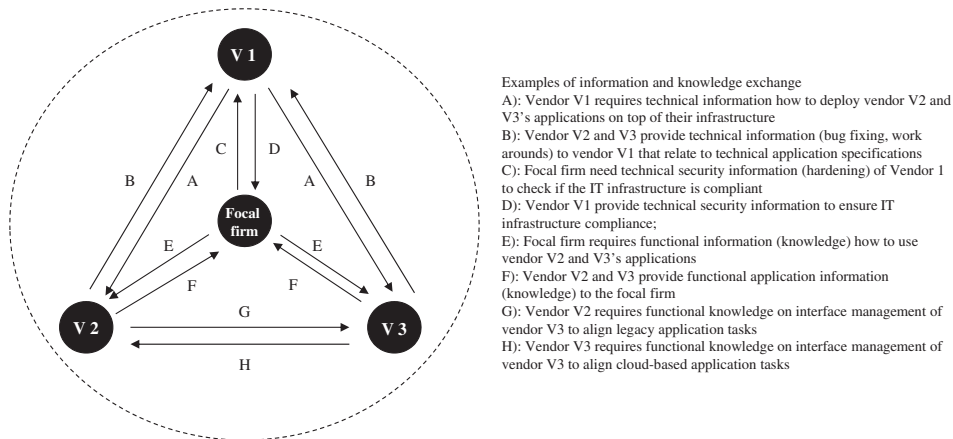 V 1
C
D
B
A
A
B
Focal
firm
E
E
F
F
G
V 2
V 3
H
Examples of information and knowledge exchange
A): Vendor V1 requires technical information how to deploy vendor V2 and
V3's applications on top of their infrastructure
B): Vendor V2 and V3 provide technical information (bug fixing, work
arounds) to vendor V1 that relate to technical application specifications
C): Focal firm need technical security information (hardening) of Vendor 1
to check if the IT infrastructure is compliant
D): Vendor V1 provide technical security information to ensure IT
infrastructure compliance;
E): Focal firm requires functional information (knowledge) how to use
vendor V2 and V3's applications
F): Vendor V2 and V3 provide functional application information
(knowledge) to the focal firm
G): Vendor V2 requires functional knowledge on interface management of
vendor V3 to align legacy application tasks
H): Vendor V3 requires functional knowledge on interface management of
vendor V3 to align cloud-based application tasks